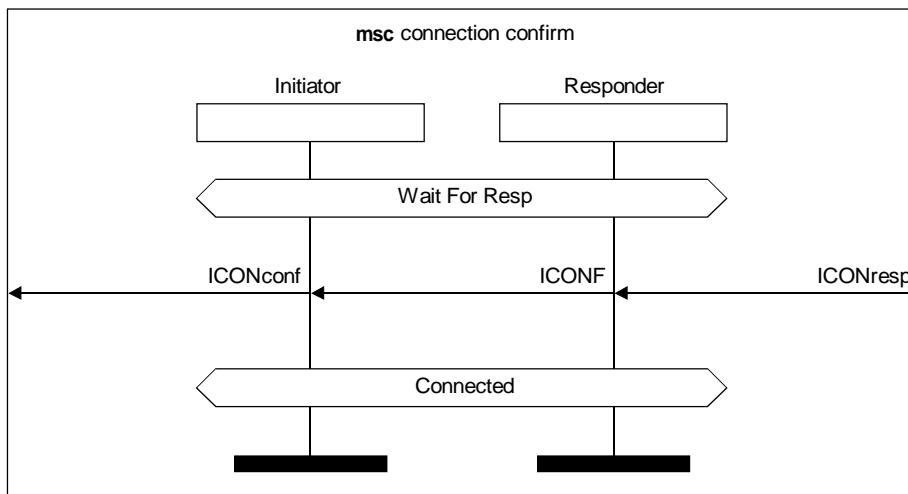 msc connection confirm
Initiator Responder
Wait For Resp
ICONconf ICONF ICONresp
Connected